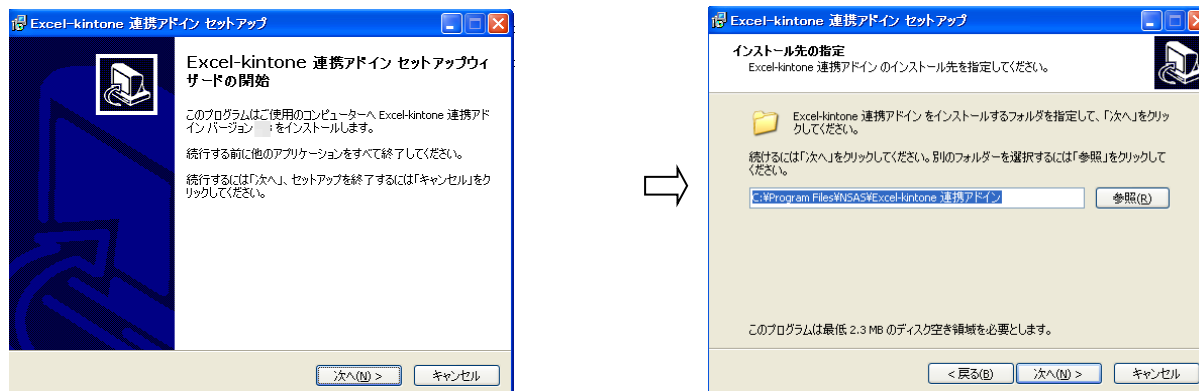 Excel-kintone 連携アドイン セットアップ
Excel-kintone 連携アドイン セットアップウィ
ザードの開始
このプログラムはご使用のコンピューターへ Excel-kintone 連携アド
イン バージョン をインストールします。
続行する前に他のアプリケーションをすべて終了してください。
続行するには「次へ」、セットアップを終了するには「キャンセル」をク
リックしてください。
次へ(N) >
キャンセル
Excel-kintone 連携アドイン セットアップ
インストール先の指定
Excel-kintone 連携アドイン のインストール先を指定してください。
Excel-kintone 連携アドイン をインストールするフォルダを指定して、「次へ」をクリッ
クしてください。
続けるには「次へ」をクリックしてください。別のフォルダーを選択するには「参照」をクリックして
ください。
C:¥Program Files¥NSAS¥Excel-kintone 連携アドイン
参照(R)
このプログラムは最低 2.3 MB のディスク空き領域を必要とします。
< 戻る(B)
次へ(N) >
キャンセル